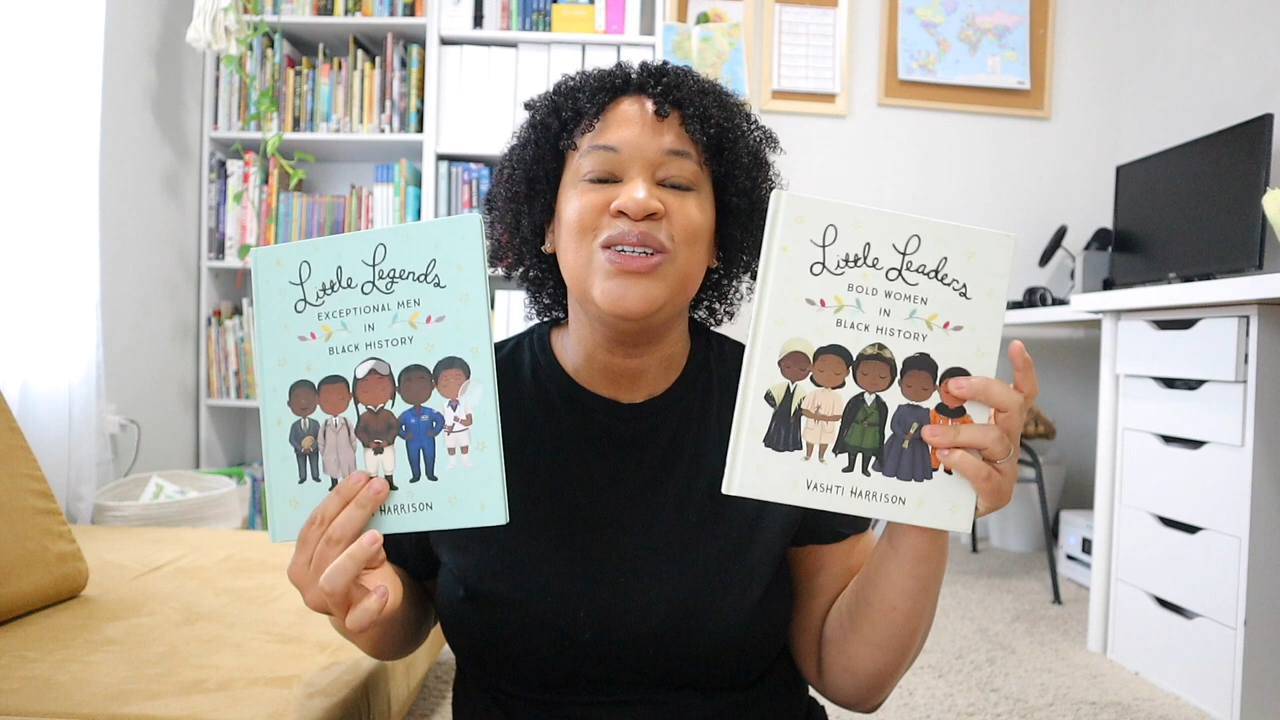 Little Legends
EXCEPTIONAL MEN
IN
BLACK HISTORY
HARRISON
Little Leaders
BOLD WOMEN
IN
BLACK HISTORY
VASHTI HARRISON